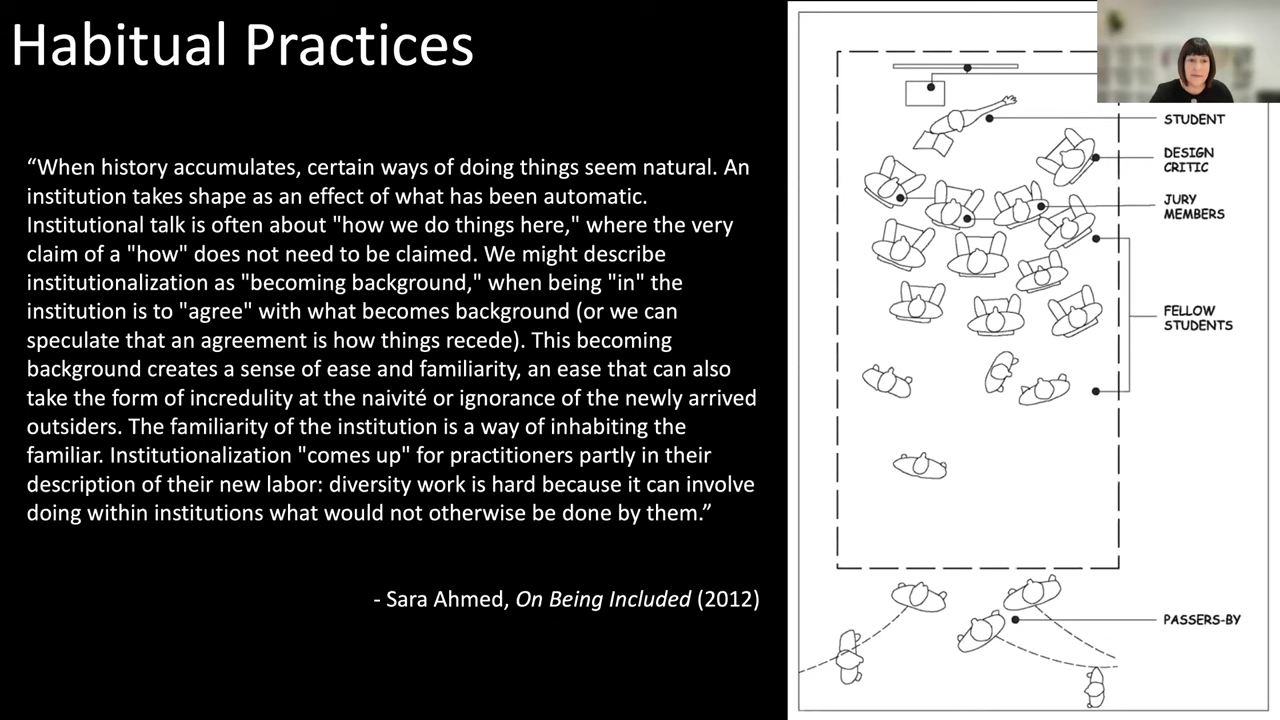 Habitual Practices
“When history accumulates, certain ways of doing things seem natural. An
institution takes shape as an effect of what has been automatic.
Institutional talk is often about "how we do things here," where the very
claim of a "how" does not need to be claimed. We might describe
institutionalization as "becoming background," when being "in" the
institution is to "agree" with what becomes background (or we can
speculate that an agreement is how things recede). This becoming
background creates a sense of ease and familiarity, an ease that can also
take the form of incredulity at the naivité or ignorance of the newly arrived
outsiders. The familiarity of the institution is a way of inhabiting the
familiar. Institutionalization "comes up" for practitioners partly in their
description of their new labor: diversity work is hard because it can involve
doing within institutions what would not otherwise be done by them.”
- Sara Ahmed, On Being Included (2012)
STUDENT
DESIGN
CRITIC
JURY
MEMBERS
FELLOW
STUDENTS
PASSERS-BY